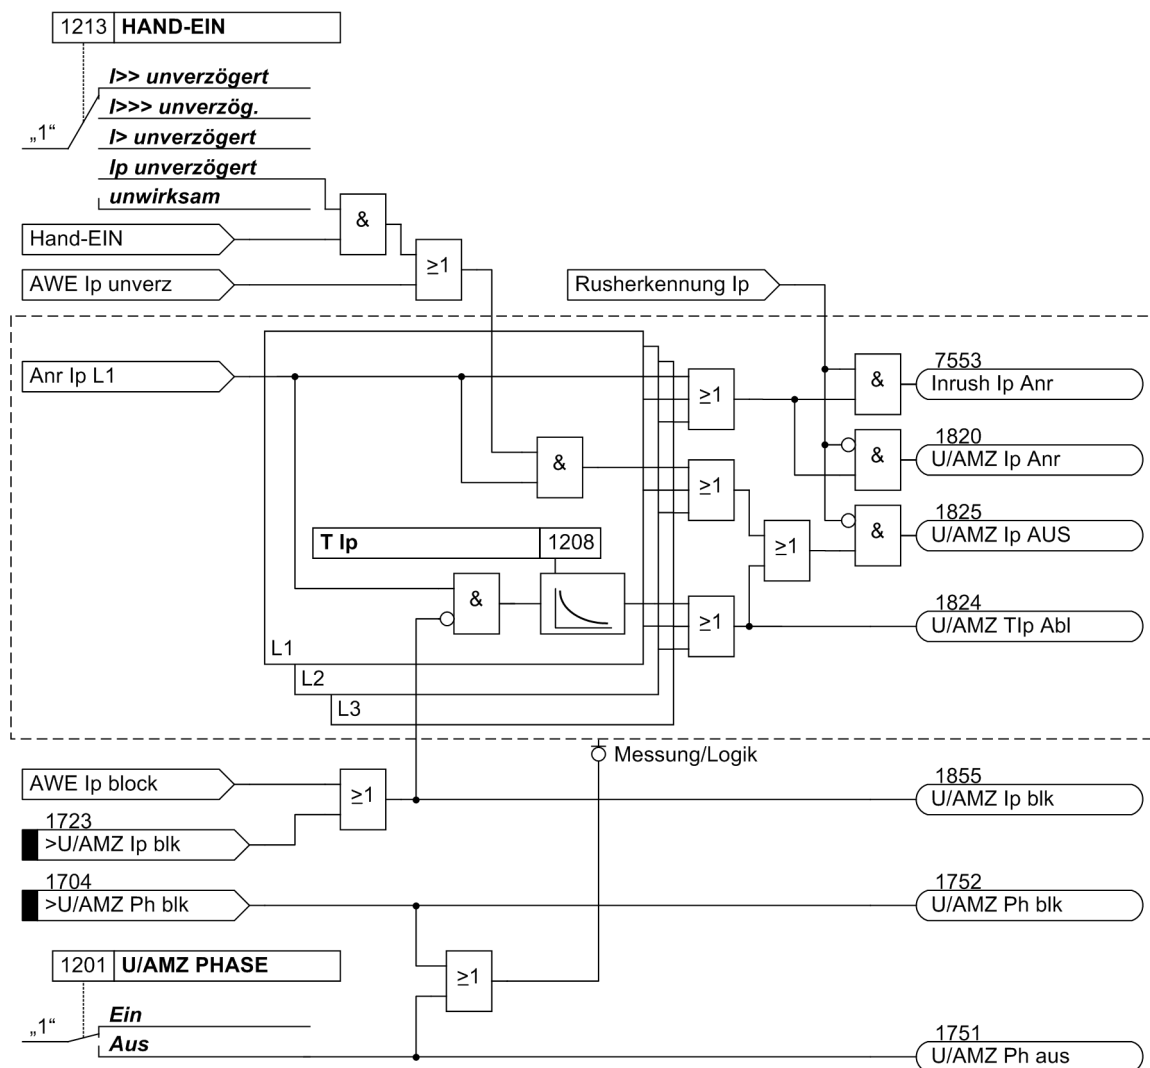 1213 HAND-EIN
I>> unverzögert
I>>> unverzög.
„1“
I> unverzögert
Ip unverzögert
unwirksam
&
Hand-EIN
≥1
AWE Ip unverz
Rusherkennung Ip
Anr Ip L1
≥1
&
7553
Inrush Ip Anr
&
1820
U/AMZ Ip Anr
&
≥1
≥1
&
1825
U/AMZ Ip AUS
T Ip 1208
&
≥1
1824
U/AMZ TIp Abl
L1
L2
L3
Messung/Logik
AWE Ip block
≥1
1855
U/AMZ Ip blk
1723
>U/AMZ Ip blk
1704
>U/AMZ Ph blk
1752
U/AMZ Ph blk
1201 U/AMZ PHASE
≥1
Ein
„1“
Aus
1751
U/AMZ Ph aus